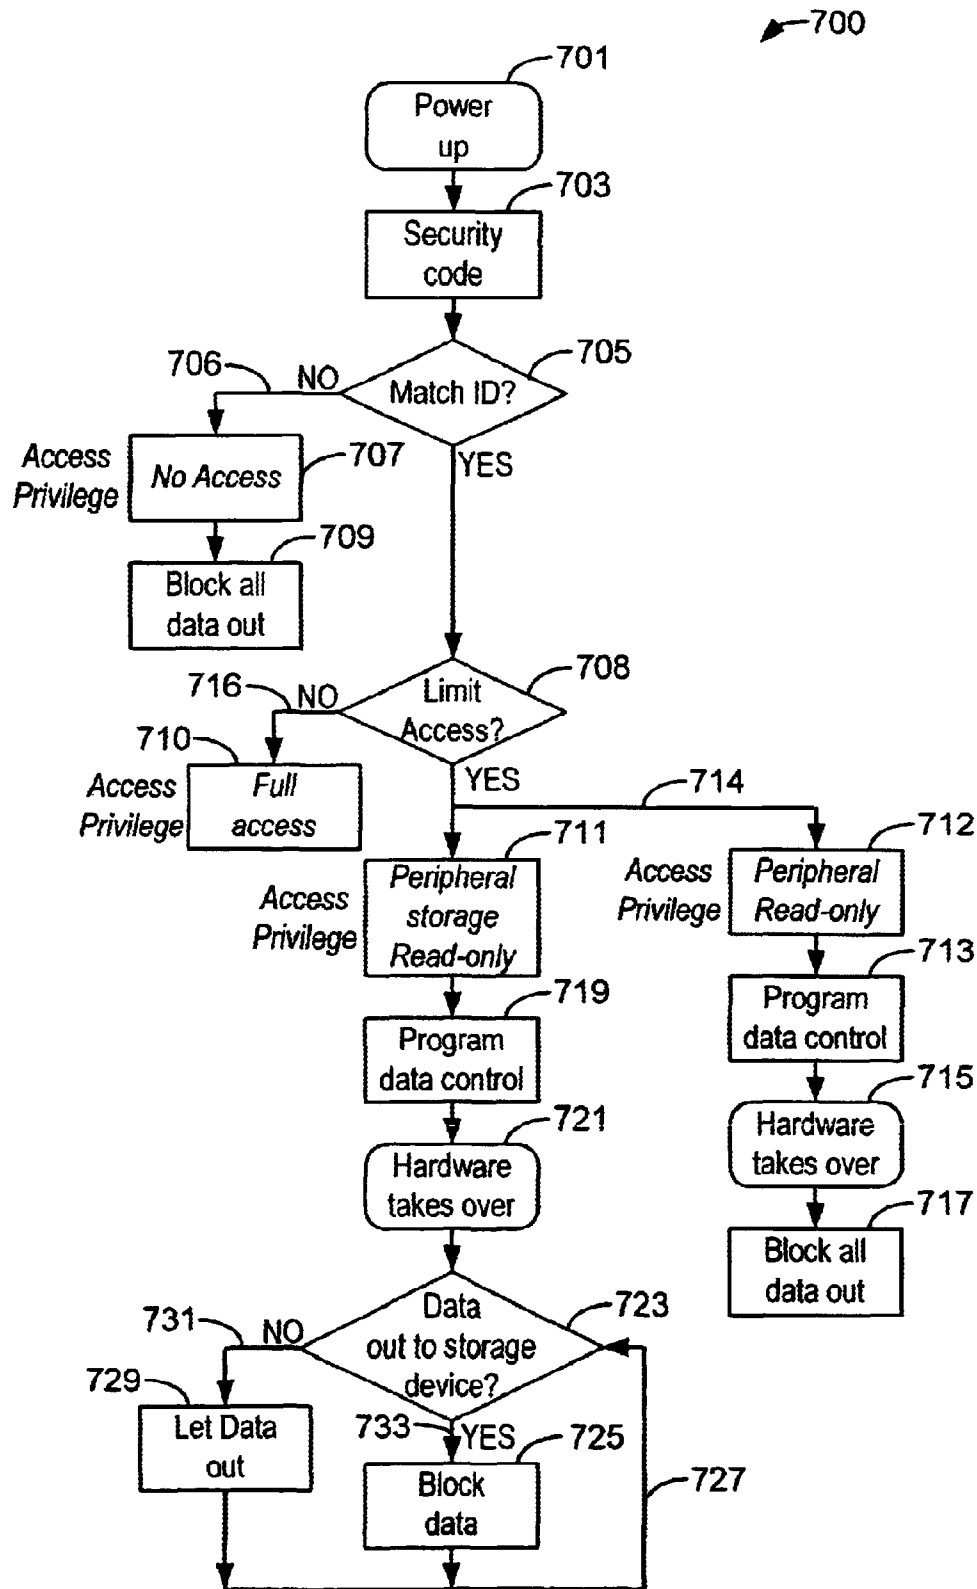 700
701
Power
up
703
Security
code
705
706
NO
Match ID?
YES
Access
Privilege
707
No Access
709
Block all
data out
708
716
NO
Limit
Access?
YES
710
Access
Privilege
Full
access
714
711
Access
Privilege
Peripheral
storage
Read-only
712
Access
Privilege
Peripheral
Read-only
719
Program
data control
713
Program
data control
721
Hardware
takes over
715
Hardware
takes over
717
Block all
data out
723
731
NO
Data
out to storage
device?
733
YES
729
Let Data
out
725
Block
data
727